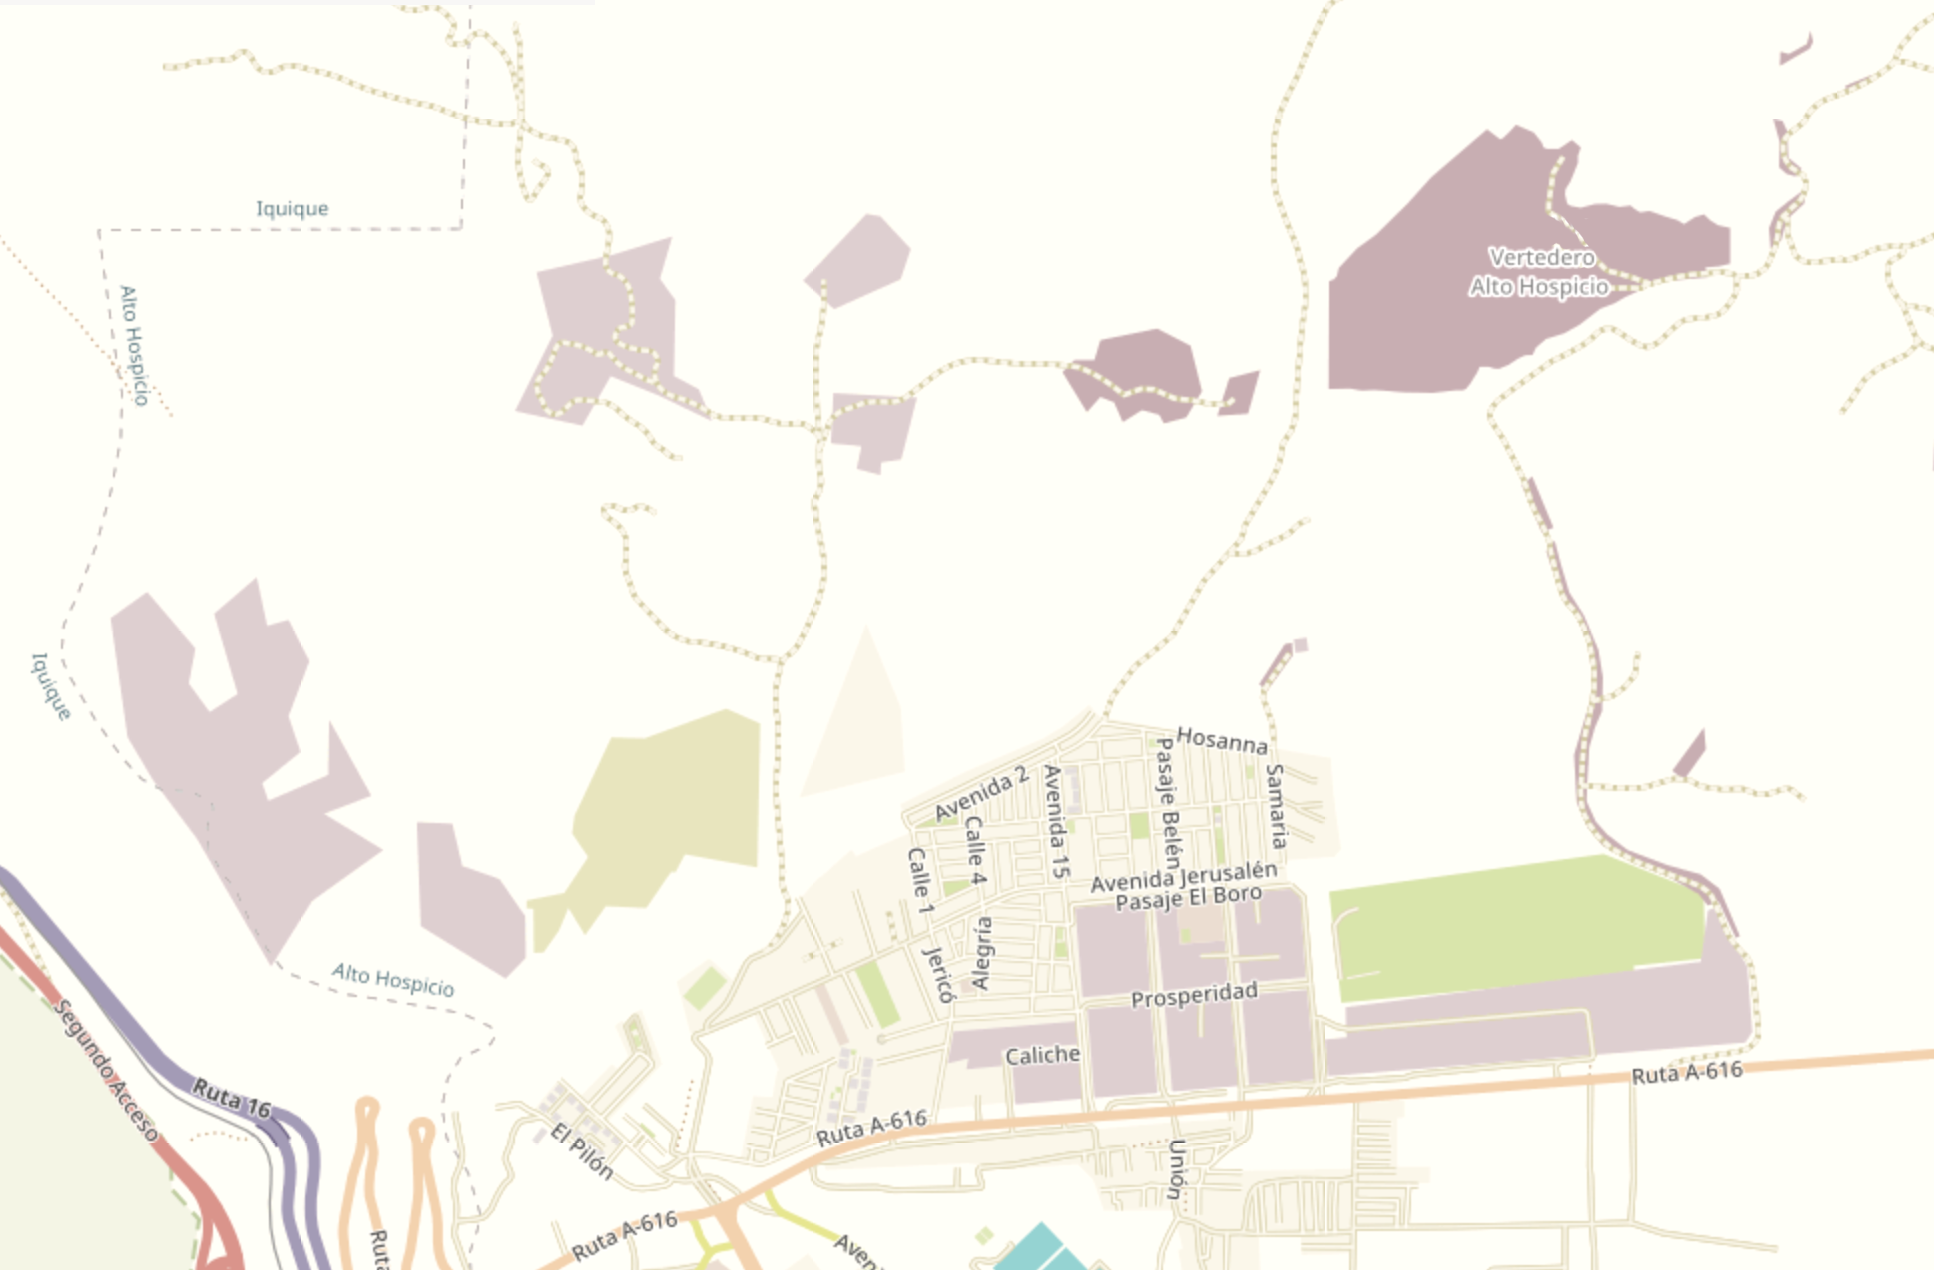 Iquique
Alto Hospicio
Vertedero
Alto Hospicio
Iquique
Hosanna
Avenida 2
Avenida 15
Pasaje Belén
Samaria
Calle 4
Calle 1
Avenida Jerusalén
Pasaje El Boro
Alegría
Jericó
Alto Hospicio
Prosperidad
Segundo Acceso
Caliche
Ruta 16
Ruta A-616
Ruta A-616
El Pilón
Unión
Ruta A-616
Ruta